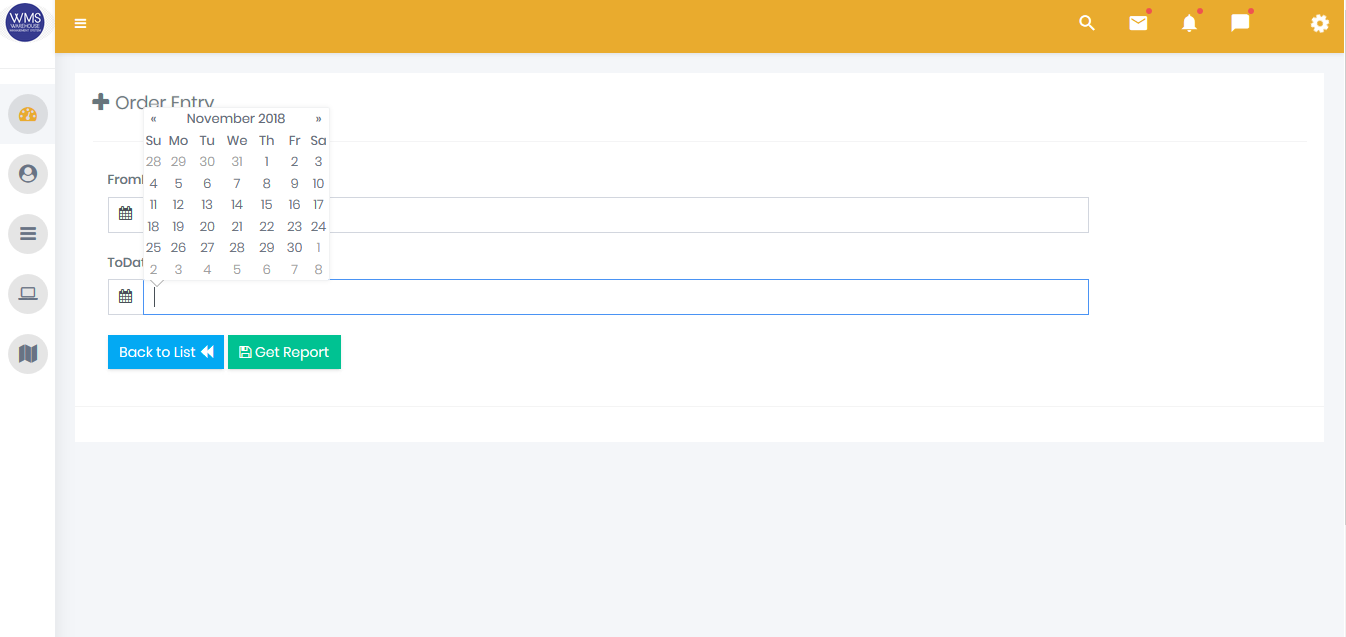 WMS
WAREHOUSE
MANAGEMENT SYSTEM
Order Entry
« November 2018 »
Su Mo Tu We Th Fr Sa
28 29 30 31 1 2 3
4 5 6 7 8 9 10
11 12 13 14 15 16 17
18 19 20 21 22 23 24
25 26 27 28 29 30 1
2 3 4 5 6 7 8
From
ToDat
Back to List Get Report